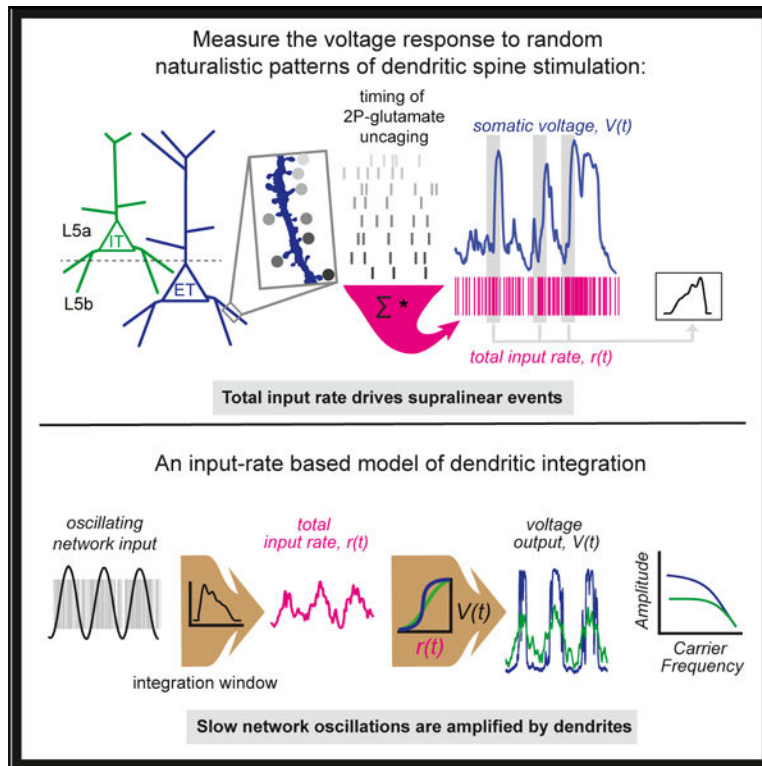 Measure the voltage response to random
naturalistic patterns of dendritic spine stimulation:
timing of
2P-glutamate
uncaging
somatic voltage, V(t)
L5a
IT
L5b
ET
Σ *
total input rate, r(t)
Total input rate drives supralinear events
An input-rate based model of dendritic integration
oscillating
network input
total
input rate, r(t)
voltage
output, V(t)
integration window
V(t)
r(t)
Amplitude
Carrier
Frequency
Slow network oscillations are amplified by dendrites